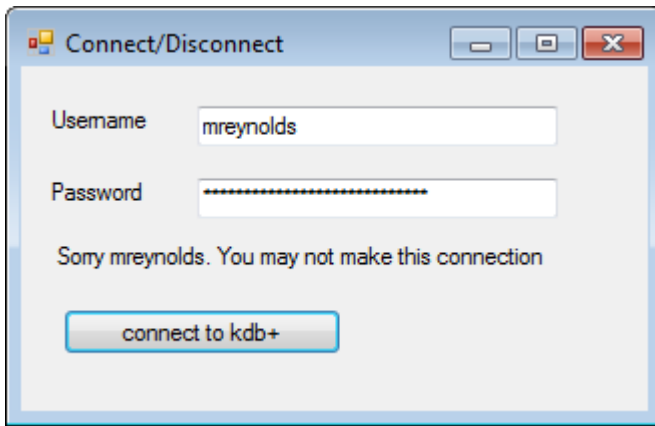 Connect/Disconnect
Username mreynolds
Password ****************************
Sorry mreynolds. You may not make this connection
connect to kdb+